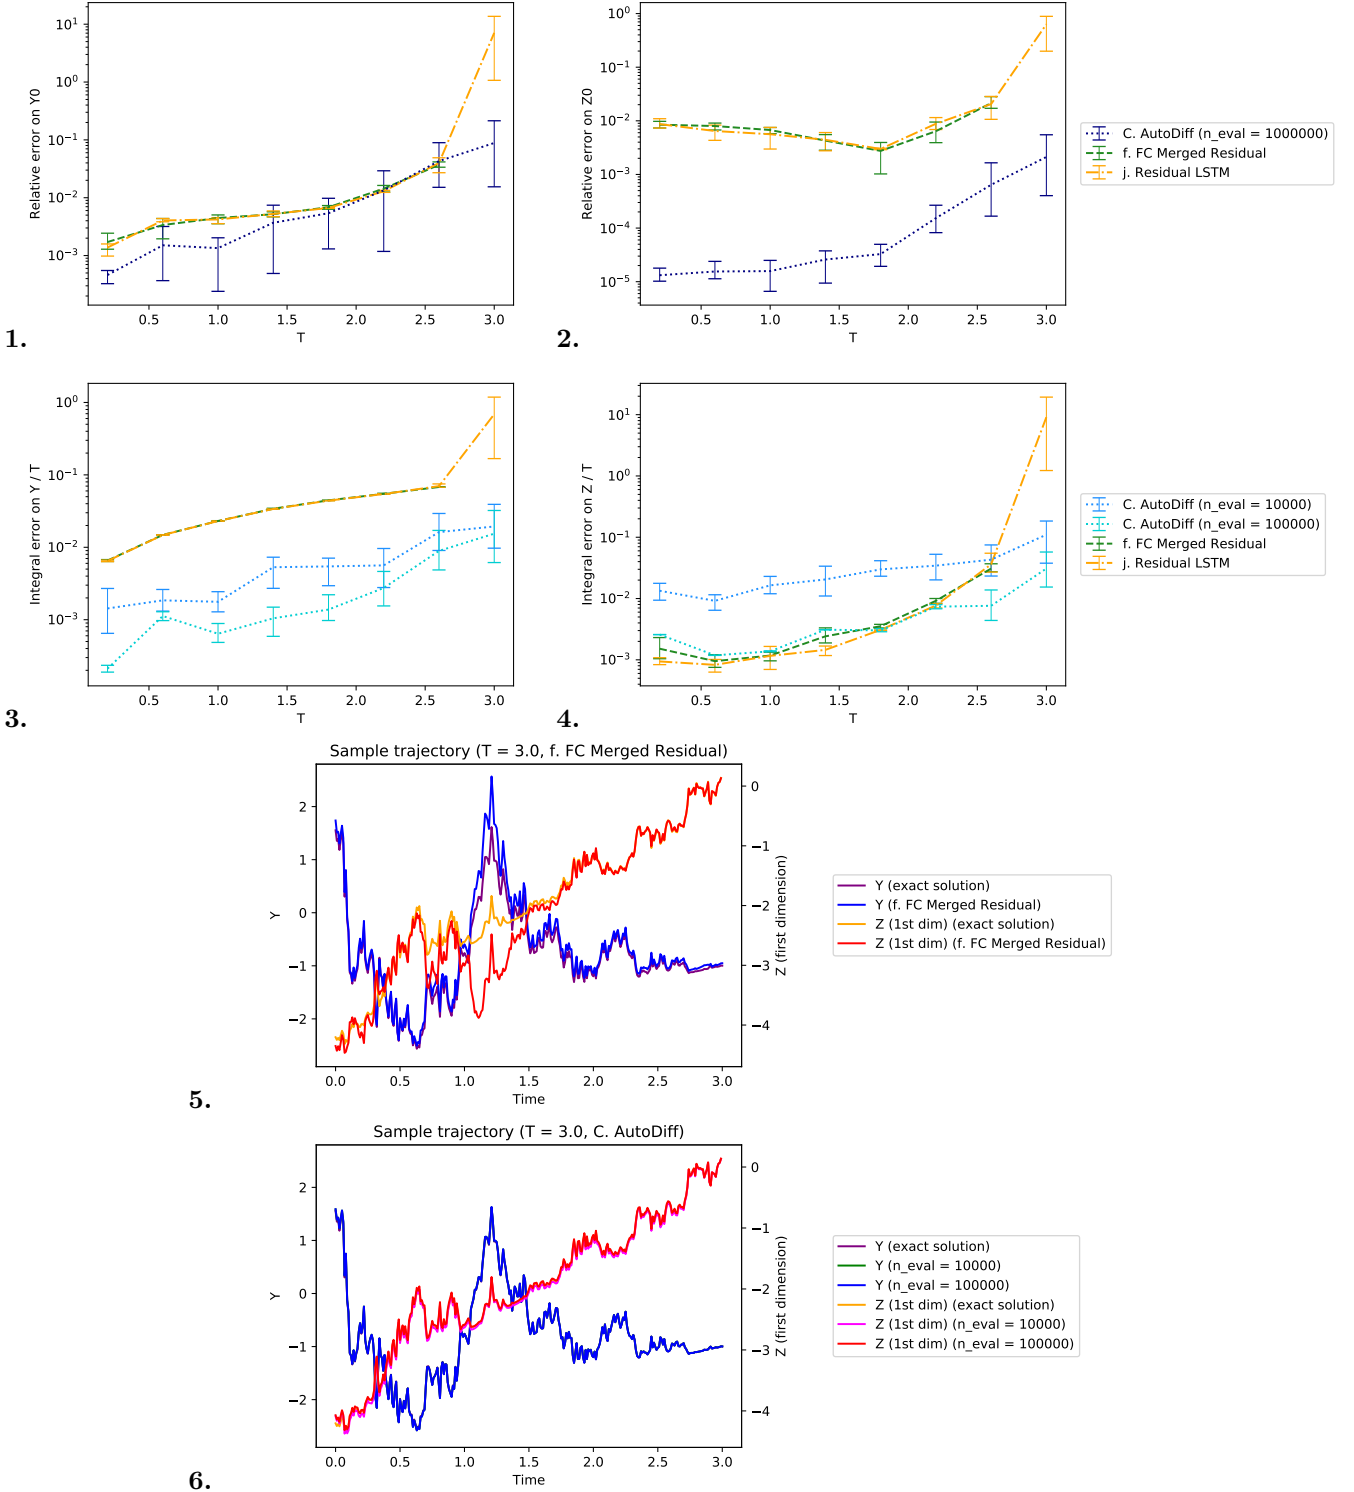 Relative error on Y0
10^1
10^0
10^-1
10^-2
10^-3
0.5 1.0 1.5 2.0 2.5 3.0
T
1.
Relative error on Z0
10^0
10^-1
10^-2
10^-3
10^-4
10^-5
0.5 1.0 1.5 2.0 2.5 3.0
T
2.
C. AutoDiff (n_eval = 1000000)
f. FC Merged Residual
j. Residual LSTM
Integral error on Y / T
10^0
10^-1
10^-2
10^-3
0.5 1.0 1.5 2.0 2.5 3.0
T
3.
Integral error on Z / T
10^1
10^0
10^-1
10^-2
10^-3
0.5 1.0 1.5 2.0 2.5 3.0
T
4.
C. AutoDiff (n_eval = 10000)
C. AutoDiff (n_eval = 100000)
f. FC Merged Residual
j. Residual LSTM
Sample trajectory (T = 3.0, f. FC Merged Residual)
Y
2
1
0
−1
−2
0.0 0.5 1.0 1.5 2.0 2.5 3.0
Time
0
−1
−2
−3
−4
Z (first dimension)
5.
Y (exact solution)
Y (f. FC Merged Residual)
Z (1st dim) (exact solution)
Z (1st dim) (f. FC Merged Residual)
Sample trajectory (T = 3.0, C. AutoDiff)
Y
2
1
0
−1
−2
0.0 0.5 1.0 1.5 2.0 2.5 3.0
Time
0
−1
−2
−3
−4
Z (first dimension)
6.
Y (exact solution)
Y (n_eval = 10000)
Y (n_eval = 100000)
Z (1st dim) (exact solution)
Z (1st dim) (n_eval = 10000)
Z (1st dim) (n_eval = 100000)